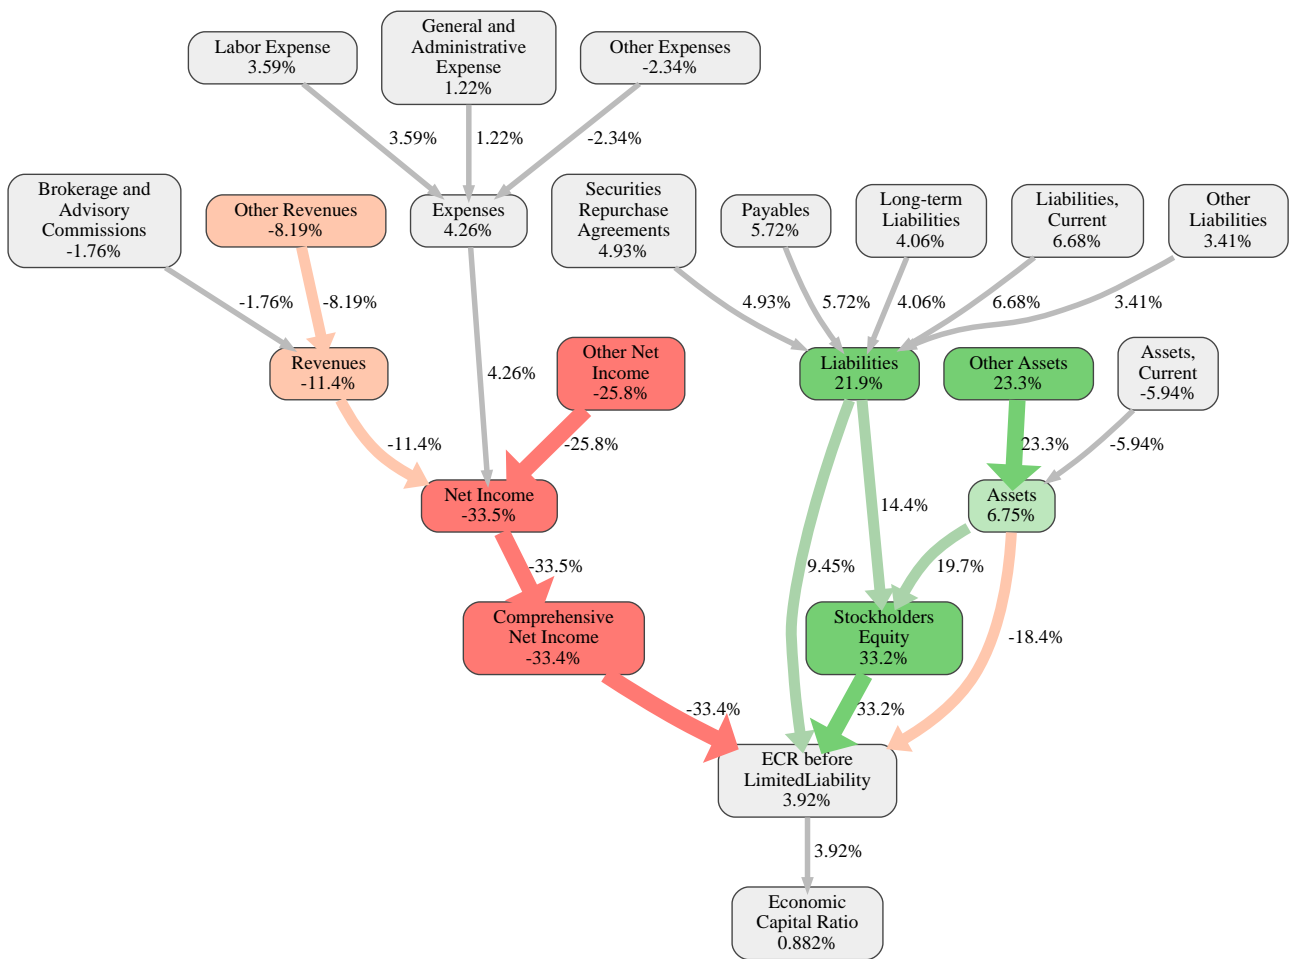 Labor Expense
3.59%
General and
Administrative
Expense
1.22%
Other Expenses
-2.34%
3.59%
1.22%
-2.34%
Brokerage and
Advisory
Commissions
-1.76%
Other Revenues
-8.19%
Expenses
4.26%
Securities
Repurchase
Agreements
4.93%
Payables
5.72%
Long-term
Liabilities
4.06%
Liabilities,
Current
6.68%
Other
Liabilities
3.41%
-1.76%
-8.19%
4.93%
5.72%
4.06%
6.68%
3.41%
Revenues
-11.4%
4.26%
Other Net
Income
-25.8%
Liabilities
21.9%
Other Assets
23.3%
Assets,
Current
-5.94%
-11.4%
-25.8%
23.3%
-5.94%
Net Income
-33.5%
14.4%
Assets
6.75%
-33.5%
9.45%
19.7%
Comprehensive
Net Income
-33.4%
Stockholders
Equity
33.2%
-18.4%
-33.4%
33.2%
ECR before
LimitedLiability
3.92%
3.92%
Economic
Capital Ratio
0.882%